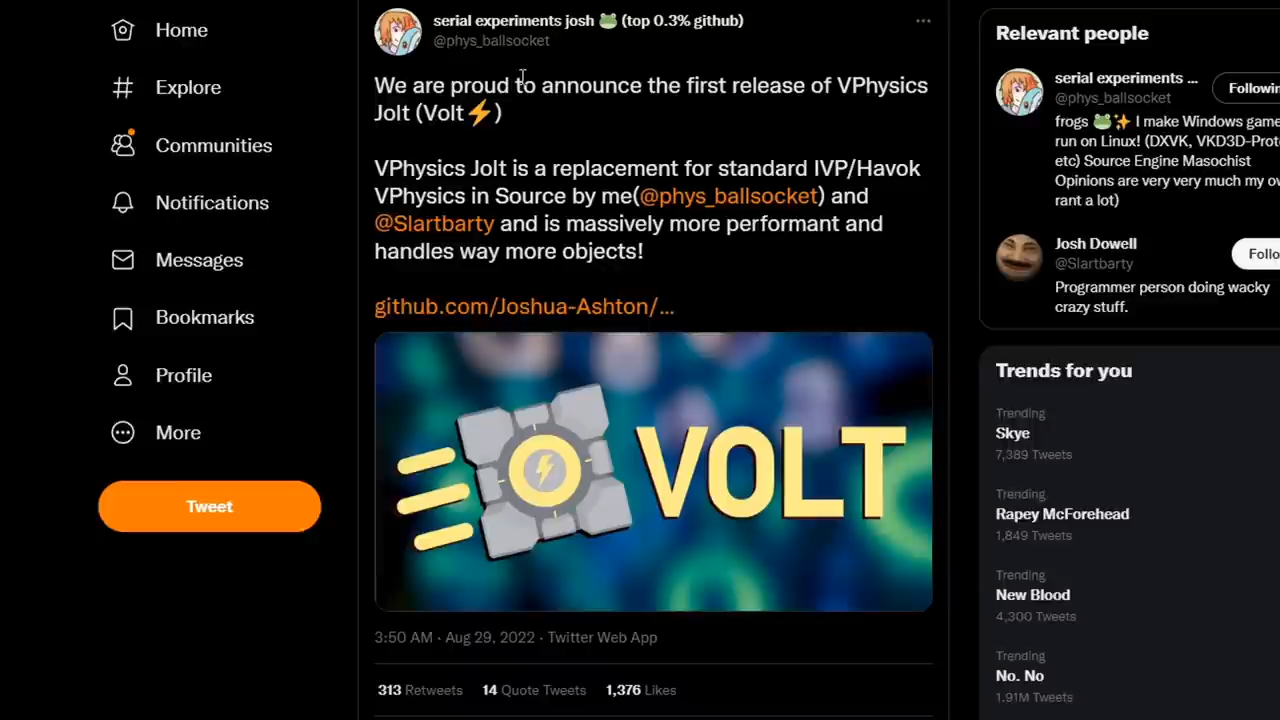 Home
Explore
Communities
Notifications
Messages
Bookmarks
Profile
More
Tweet
serial experiments josh 🐸 (top 0.3% github)
@phys_ballsocket
We are proud to announce the first release of VPhysics
Jolt (Volt⚡)
VPhysics Jolt is a replacement for standard IVP/Havok
VPhysics in Source by me(@phys_ballsocket) and
@Slartbarty and is massively more performant and
handles way more objects!
github.com/Joshua-Ashton/...
VOLT
3:50 AM · Aug 29, 2022 · Twitter Web App
313 Retweets 14 Quote Tweets 1,376 Likes
Relevant people
serial experiments ...
Followin
@phys_ballsocket
frogs 🐸✨ I make Windows game
run on Linux! (DXVK, VKD3D-Prot
etc) Source Engine Masochist
Opinions are very very much my ow
rant a lot)
Josh Dowell
Follo
@Slartbarty
Programmer person doing wacky
crazy stuff.
Trends for you
Trending
Skye
7,389 Tweets
Trending
Rapey McForehead
1,849 Tweets
Trending
New Blood
4,300 Tweets
Trending
No. No
1.91M Tweets